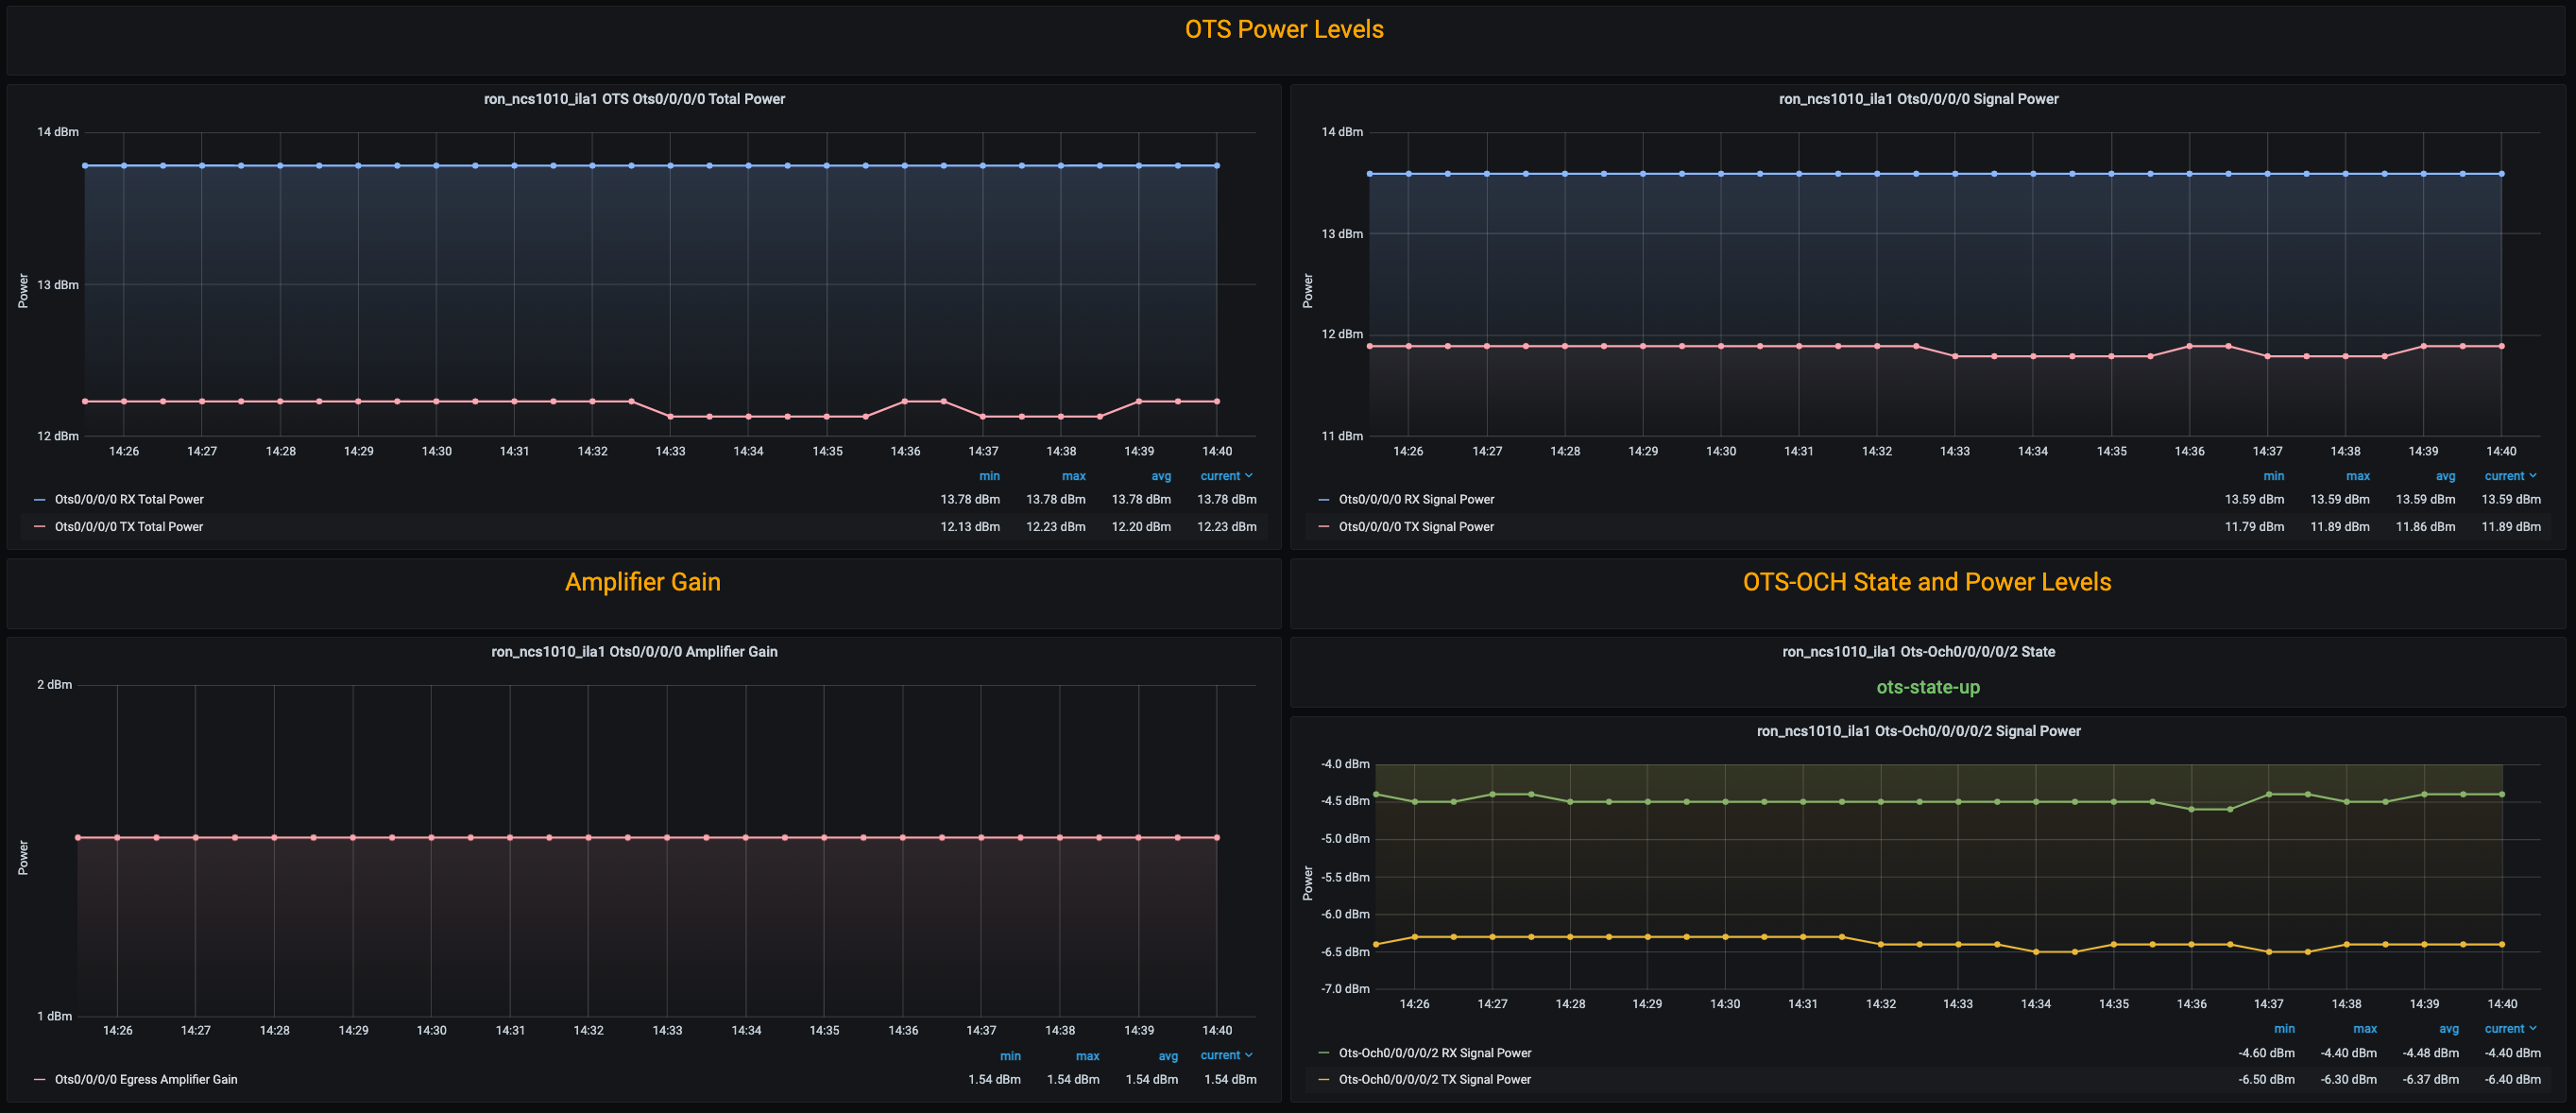 OTS Power Levels
ron_ncs1010_ila1 OTS Ots0/0/0/0 Total Power
14 dBm
13 dBm
12 dBm
Power
14:26 14:27 14:28 14:29 14:30 14:31 14:32 14:33 14:34 14:35 14:36 14:37 14:38 14:39 14:40
min max avg current
Ots0/0/0/0 RX Total Power 13.78 dBm 13.78 dBm 13.78 dBm 13.78 dBm
Ots0/0/0/0 TX Total Power 12.13 dBm 12.23 dBm 12.20 dBm 12.23 dBm
ron_ncs1010_ila1 Ots0/0/0/0 Signal Power
14 dBm
13 dBm
12 dBm
11 dBm
Power
14:26 14:27 14:28 14:29 14:30 14:31 14:32 14:33 14:34 14:35 14:36 14:37 14:38 14:39 14:40
min max avg current
Ots0/0/0/0 RX Signal Power 13.59 dBm 13.59 dBm 13.59 dBm 13.59 dBm
Ots0/0/0/0 TX Signal Power 11.79 dBm 11.89 dBm 11.86 dBm 11.89 dBm
Amplifier Gain
ron_ncs1010_ila1 Ots0/0/0/0 Amplifier Gain
2 dBm
1 dBm
Power
14:26 14:27 14:28 14:29 14:30 14:31 14:32 14:33 14:34 14:35 14:36 14:37 14:38 14:39 14:40
min max avg current
Ots0/0/0/0 Egress Amplifier Gain 1.54 dBm 1.54 dBm 1.54 dBm 1.54 dBm
OTS-OCH State and Power Levels
ron_ncs1010_ila1 Ots-Och0/0/0/0/2 State
ots-state-up
ron_ncs1010_ila1 Ots-Och0/0/0/0/2 Signal Power
-4.0 dBm
-4.5 dBm
-5.0 dBm
-5.5 dBm
-6.0 dBm
-6.5 dBm
-7.0 dBm
Power
14:26 14:27 14:28 14:29 14:30 14:31 14:32 14:33 14:34 14:35 14:36 14:37 14:38 14:39 14:40
min max avg current
Ots-Och0/0/0/0/2 RX Signal Power -4.60 dBm -4.40 dBm -4.48 dBm -4.40 dBm
Ots-Och0/0/0/0/2 TX Signal Power -6.50 dBm -6.30 dBm -6.37 dBm -6.40 dBm